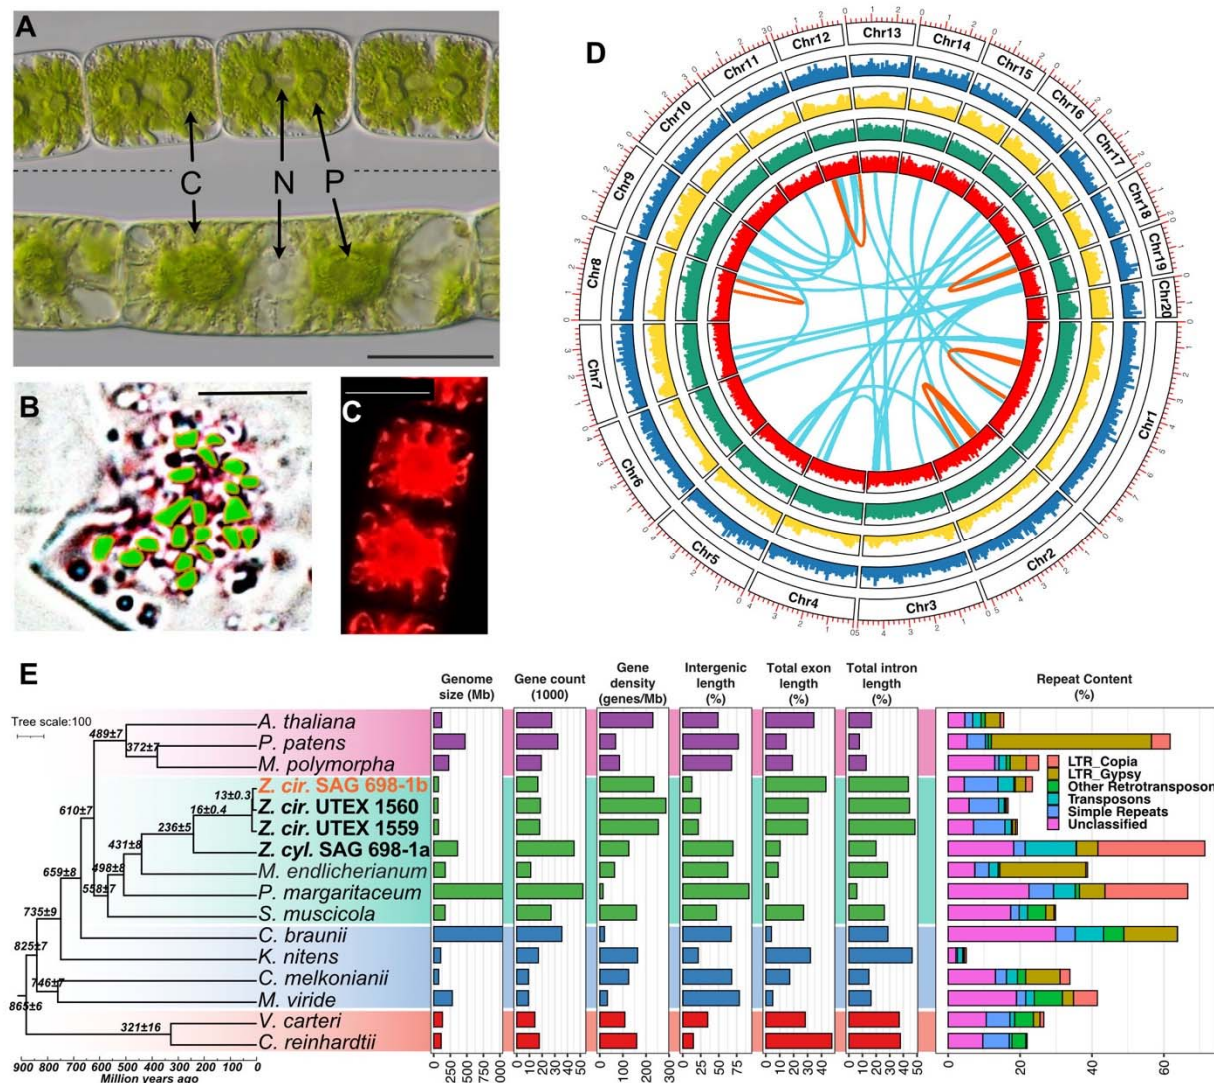 A
C N P
B
C
D
Chr1
Chr2
Chr3
Chr4
Chr5
Chr6
Chr7
Chr8
Chr9
Chr10
Chr11
Chr12
Chr13
Chr14
Chr15
Chr16
Chr17
Chr18
Chr19
Chr20
E
Genome size (Mb)
Gene count (1000)
Gene density (genes/Mb)
Intergenic length (%)
Total exon length (%)
Total intron length (%)
Repeat Content (%)
Tree scale:100
A. thaliana
P. patens
M. polymorpha
Z. cir. SAG 698-1b
Z. cir. UTEX 1560
Z. cir. UTEX 1559
Z. cyl. SAG 698-1a
M. endlicherianum
P. margaritaceum
S. muscicola
C. braunii
K. nitens
C. melkonianii
M. viride
V. carteri
C. reinhardtii
489±7
372±7
13±0.3
16±0.4
610±7
236±5
431±8
498±8
659±8
558±7
735±9
825±7
746±7
865±6
321±16
LTR_Copia
LTR_Gypsy
Other Retrotransposon
Transposons
Simple Repeats
Unclassified
900 800 700 600 500 400 300 200 100 0
Million years ago
0 10 20 30 40 50
0 100 200 300
0 25 50 75
0 10 20 30 40 50
0 10 20 30 40 50
0 20 40 60